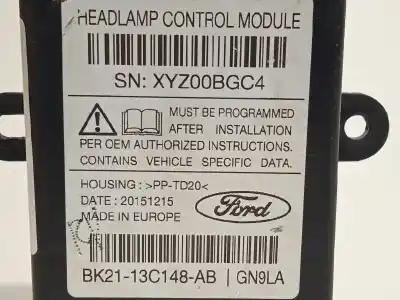 HEADLAMP CONTROL MODULE
SN: XYZ00BGC4
MUST BE PROGRAMMED
AFTER INSTALLATION
PER OEM AUTHORIZED INSTRUCTIONS.
CONTAINS VEHICLE SPECIFIC DATA.
HOUSING : >PP-TD20<
DATE : 20151215
MADE IN EUROPE
Ford
BK21-13C148-AB | GN9LA